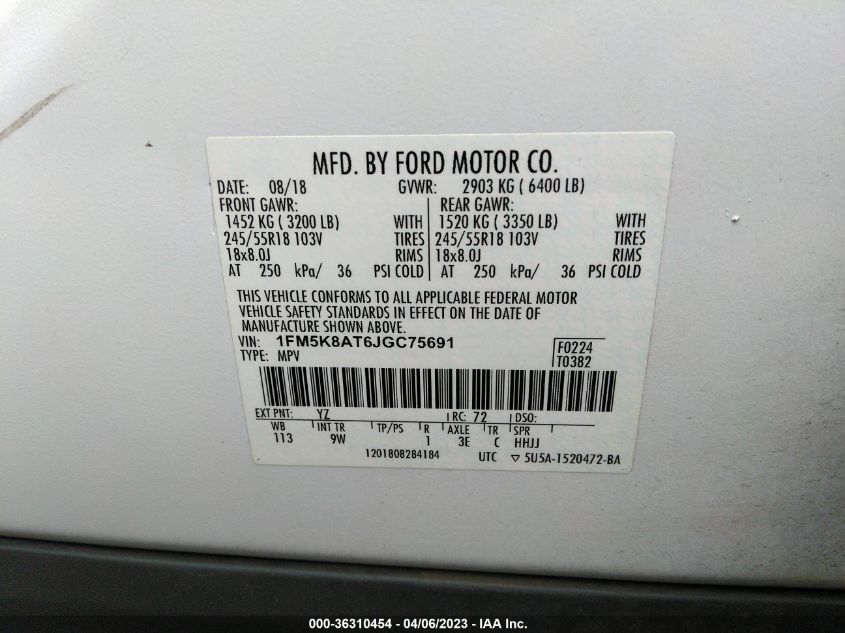 MFD. BY FORD MOTOR CO.
DATE: 08/18 GVWR: 2903 KG ( 6400 LB)
FRONT GAWR: REAR GAWR:
1452 KG ( 3200 LB) WITH 1520 KG ( 3350 LB) WITH
245/55R18 103V TIRES 245/55R18 103V TIRES
18x8.0J RIMS 18x8.0J RIMS
AT 250 kPa/ 36 PSI COLD AT 250 kPa/ 36 PSI COLD
THIS VEHICLE CONFORMS TO ALL APPLICABLE FEDERAL MOTOR
VEHICLE SAFETY STANDARDS IN EFFECT ON THE DATE OF
MANUFACTURE SHOWN ABOVE.
VIN: 1FM5K8AT6JGC75691
TYPE: MPV
F0224
T0382
EXT PNT: YZ RC: 72 DSO:
WB INT TR TP/PS R AXLE TR SPR
113 9W 1 3E C HHJJ
1201808284184 UTC ▽ 5U5A-1520472-BA
000-36310454 - 04/06/2023 - IAA Inc.